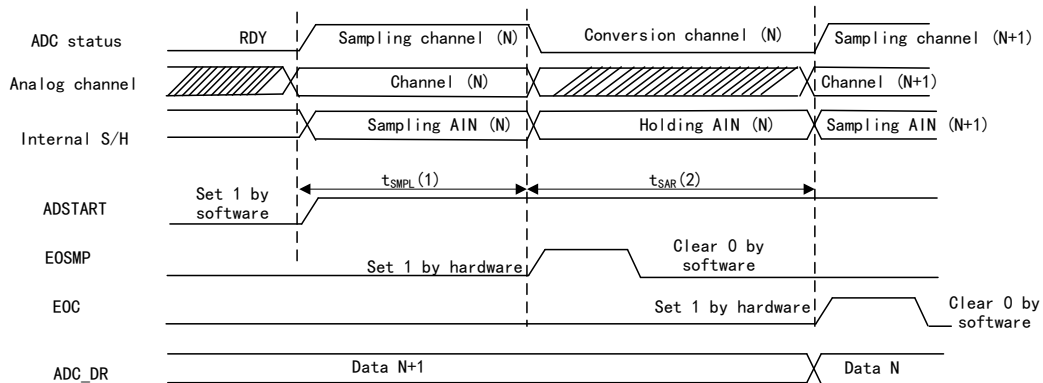 ADC status RDY Sampling channel (N) Conversion channel (N) Sampling channel (N+1)
Analog channel Channel (N) Channel (N+1)
Internal S/H Sampling AIN (N) Holding AIN (N) Sampling AIN (N+1)
tSMPL(1) tSAR(2)
ADSTART Set 1 by
software
EOSMP Set 1 by hardware Clear 0 by
software
EOC Set 1 by hardware Clear 0 by
software
ADC_DR Data N+1 Data N